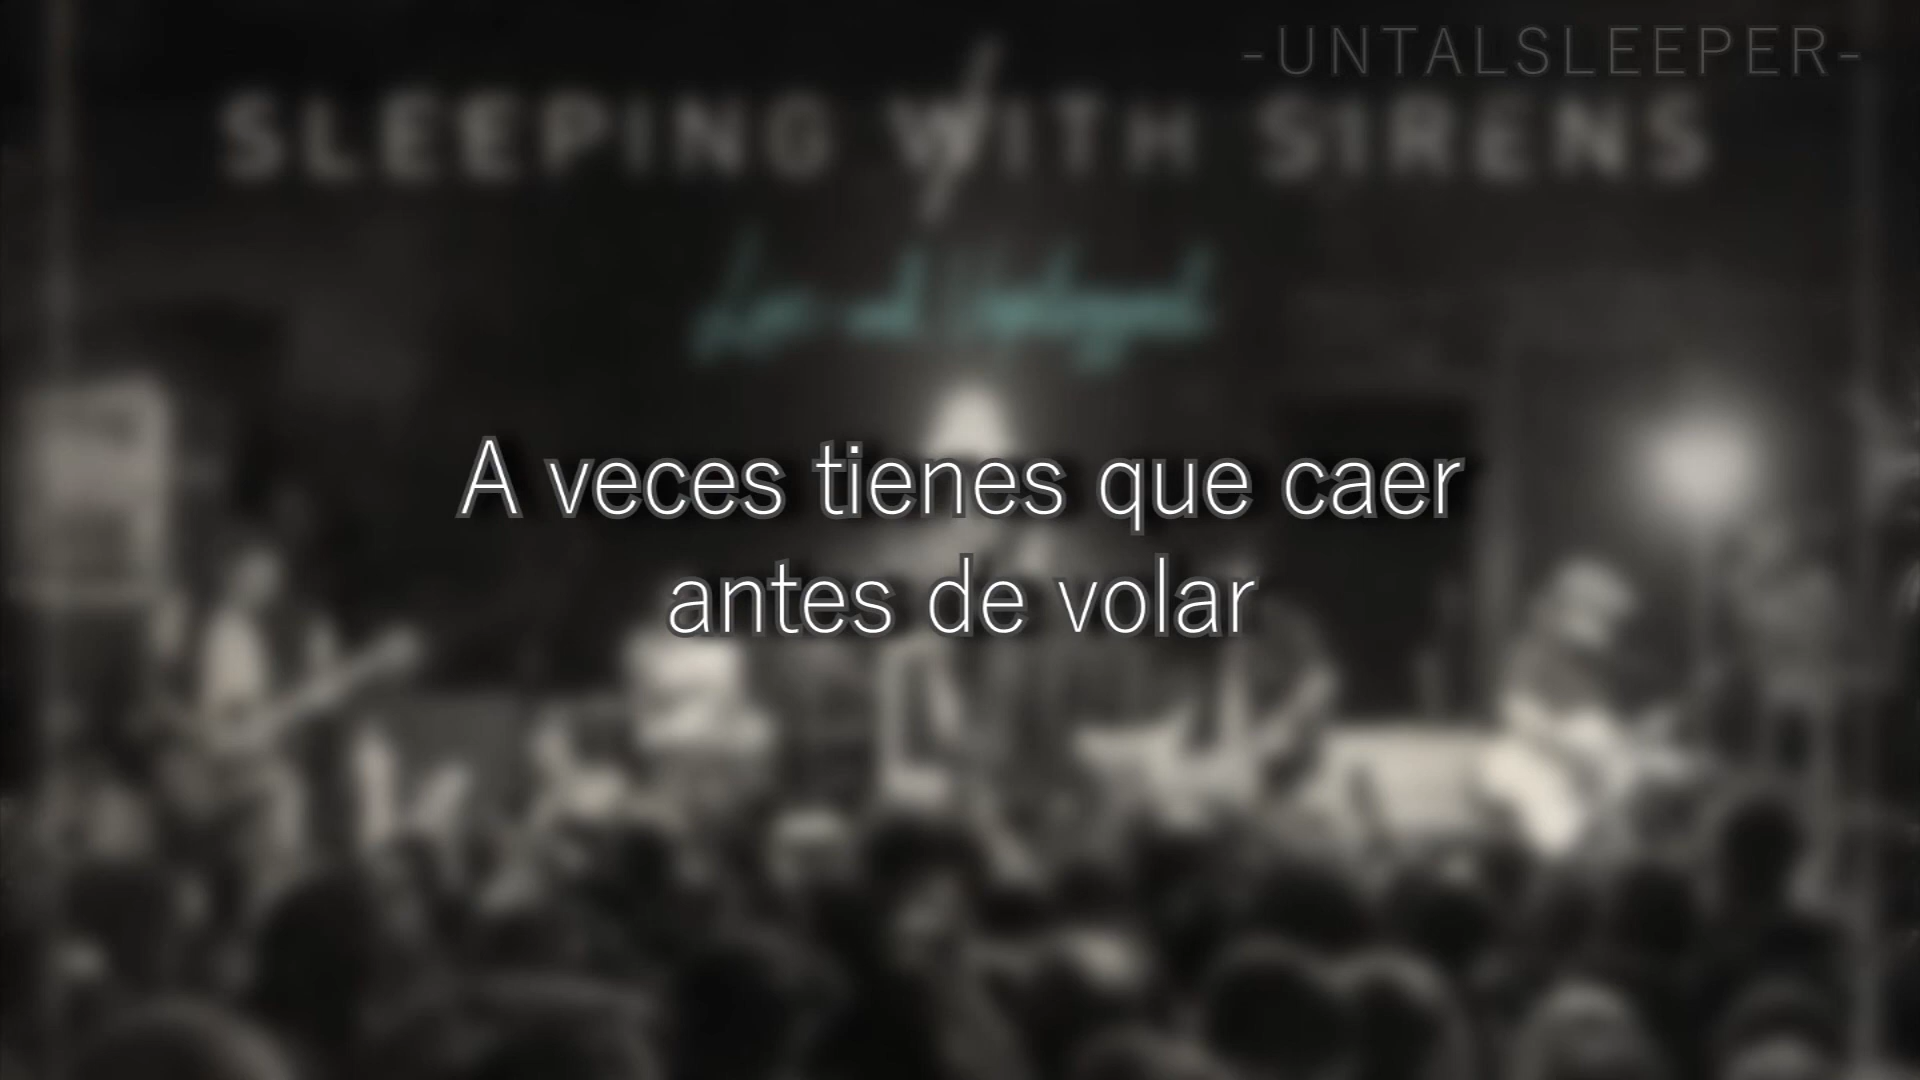 -UNTALSLEEPER-
SLEEPING WITH SIRENS
A veces tienes que caer
antes de volar